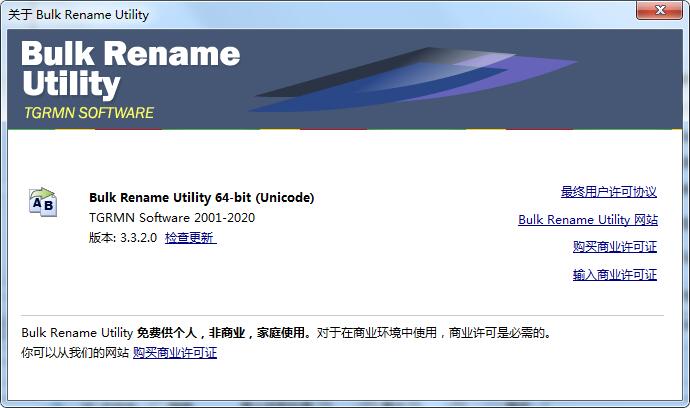 关于 Bulk Rename Utility
Bulk Rename
Utility
TGRMN SOFTWARE
AB
Bulk Rename Utility 64-bit (Unicode)
TGRMN Software 2001-2020
版本: 3.3.2.0 检查更新
最终用户许可协议
Bulk Rename Utility 网站
购买商业许可证
输入商业许可证
Bulk Rename Utility 免费供个人，非商业，家庭使用。对于在商业环境中使用，商业许可是必需的。
你可以从我们的网站 购买商业许可证